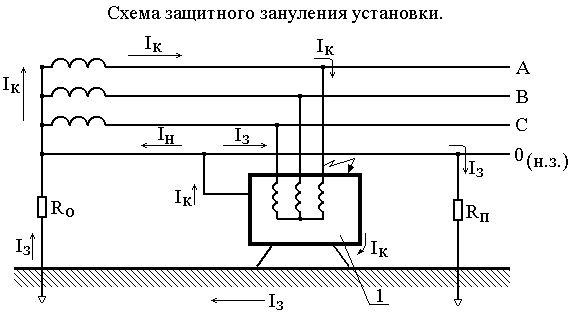 Схема защитного зануления установки.
Iк Iк
A
Iк
B
C
Iн Iз
0(н.з.)
Iз
Iк
Rо Rп
Iк
Iз
1
Iз